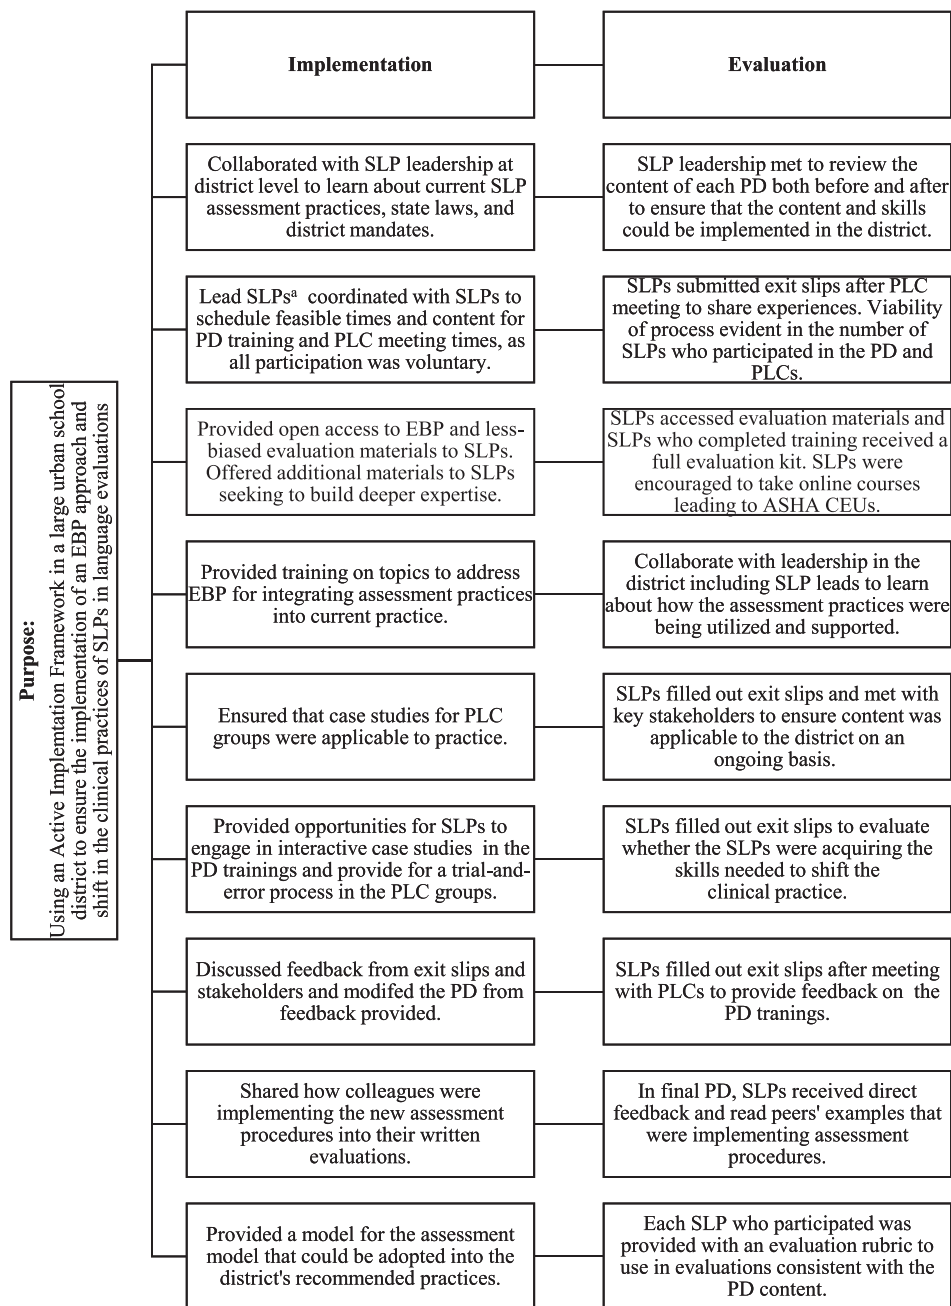 Purpose:
Using an Active Implemtation Framework in a large urban school
district to ensure the implementation of an EBP approach and
shift in the clinical practices of SLPs in language evaluations
Implementation
Evaluation
Collaborated with SLP leadership at
district level to learn about current SLP
assessment practices, state laws, and
district mandates.
SLP leadership met to review the
content of each PD both before and after
to ensure that the content and skills
could be implemented in the district.
Lead SLPsᵃ coordinated with SLPs to
schedule feasible times and content for
PD training and PLC meeting times, as
all participation was voluntary.
SLPs submitted exit slips after PLC
meeting to share experiences. Viability
of process evident in the number of
SLPs who participated in the PD and
PLCs.
Provided open access to EBP and less-
biased evaluation materials to SLPs.
Offered additional materials to SLPs
seeking to build deeper expertise.
SLPs accessed evaluation materials and
SLPs who completed training received a
full evaluation kit. SLPs were
encouraged to take online courses
leading to ASHA CEUs.
Provided training on topics to address
EBP for integrating assessment practices
into current practice.
Collaborate with leadership in the
district including SLP leads to learn
about how the assessment practices were
being utilized and supported.
Ensured that case studies for PLC
groups were applicable to practice.
SLPs filled out exit slips and met with
key stakeholders to ensure content was
applicable to the district on an
ongoing basis.
Provided opportunities for SLPs to
engage in interactive case studies in the
PD trainings and provide for a trial-and-
error process in the PLC groups.
SLPs filled out exit slips to evaluate
whether the SLPs were acquiring the
skills needed to shift the
clinical practice.
Discussed feedback from exit slips and
stakeholders and modifed the PD from
feedback provided.
SLPs filled out exit slips after meeting
with PLCs to provide feedback on the
PD tranings.
Shared how colleagues were
implementing the new assessment
procedures into their written
evaluations.
In final PD, SLPs received direct
feedback and read peers' examples that
were implementing assessment
procedures.
Provided a model for the assessment
model that could be adopted into the
district's recommended practices.
Each SLP who participated was
provided with an evaluation rubric to
use in evaluations consistent with the
PD content.